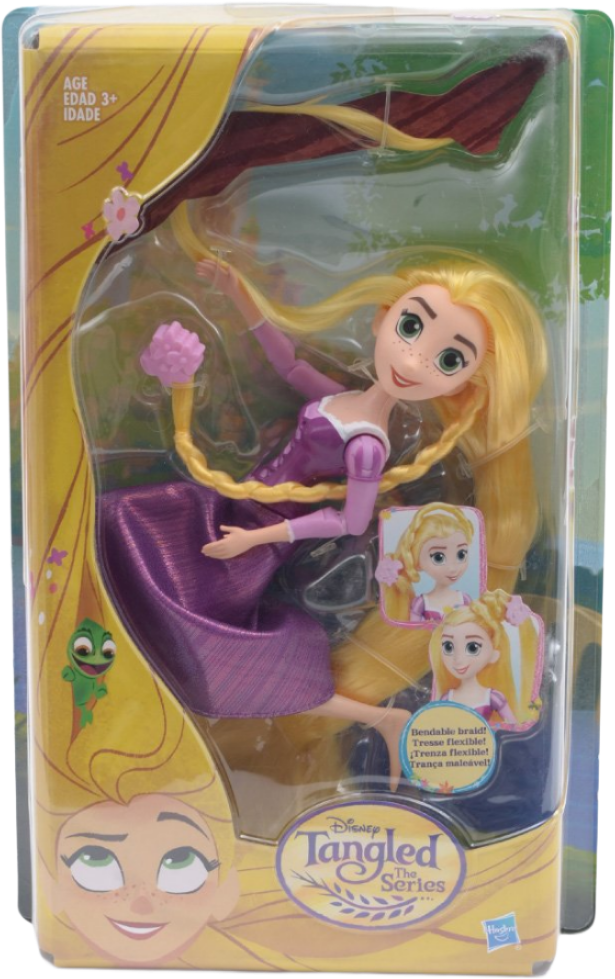 AGE
EDAD 3+
IDADE
Bendable braid!
Tresse flexible!
¡Trenza flexible!
Trança maleável!
Disney
Tangled
The
Series
Hasbro